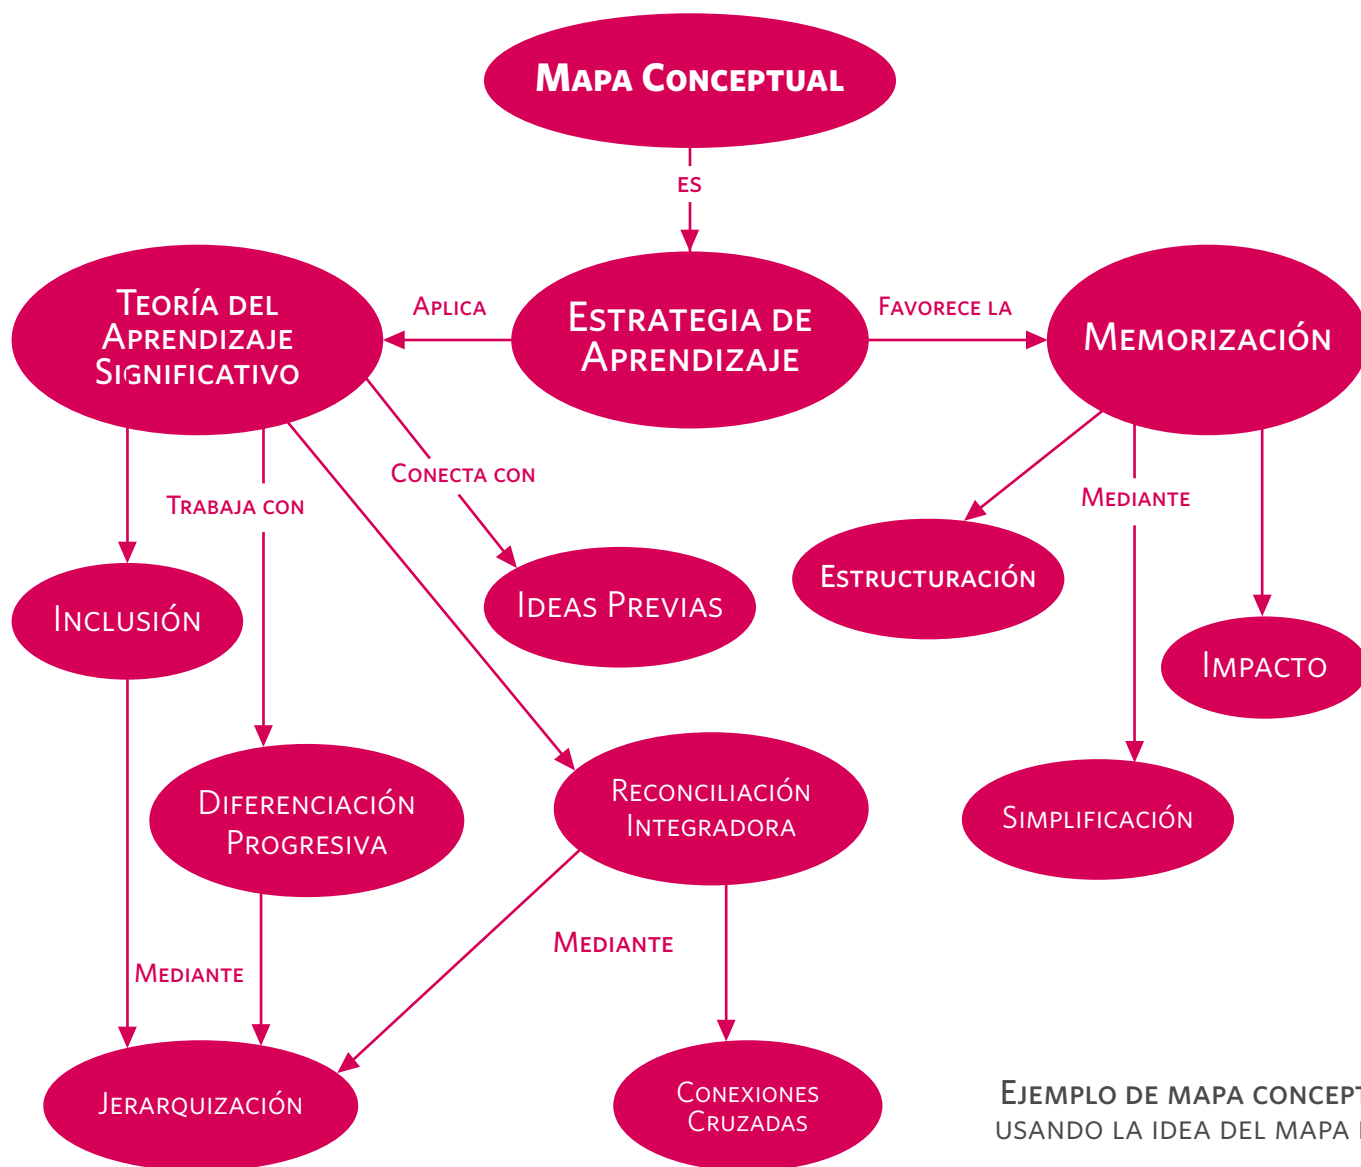 Mapa Conceptual
es
Teoría del
Aprendizaje
Significativo
Aplica
Estrategia de
Aprendizaje
Favorece la
Memorización
Conecta con
Trabaja con
Mediante
Estructuración
Inclusión
Ideas Previas
Impacto
Diferenciación
Progresiva
Reconciliación
Integradora
Simplificación
Mediante
Mediante
Jerarquización
Conexiones
Cruzadas
Ejemplo de mapa
usando la idea del mapa